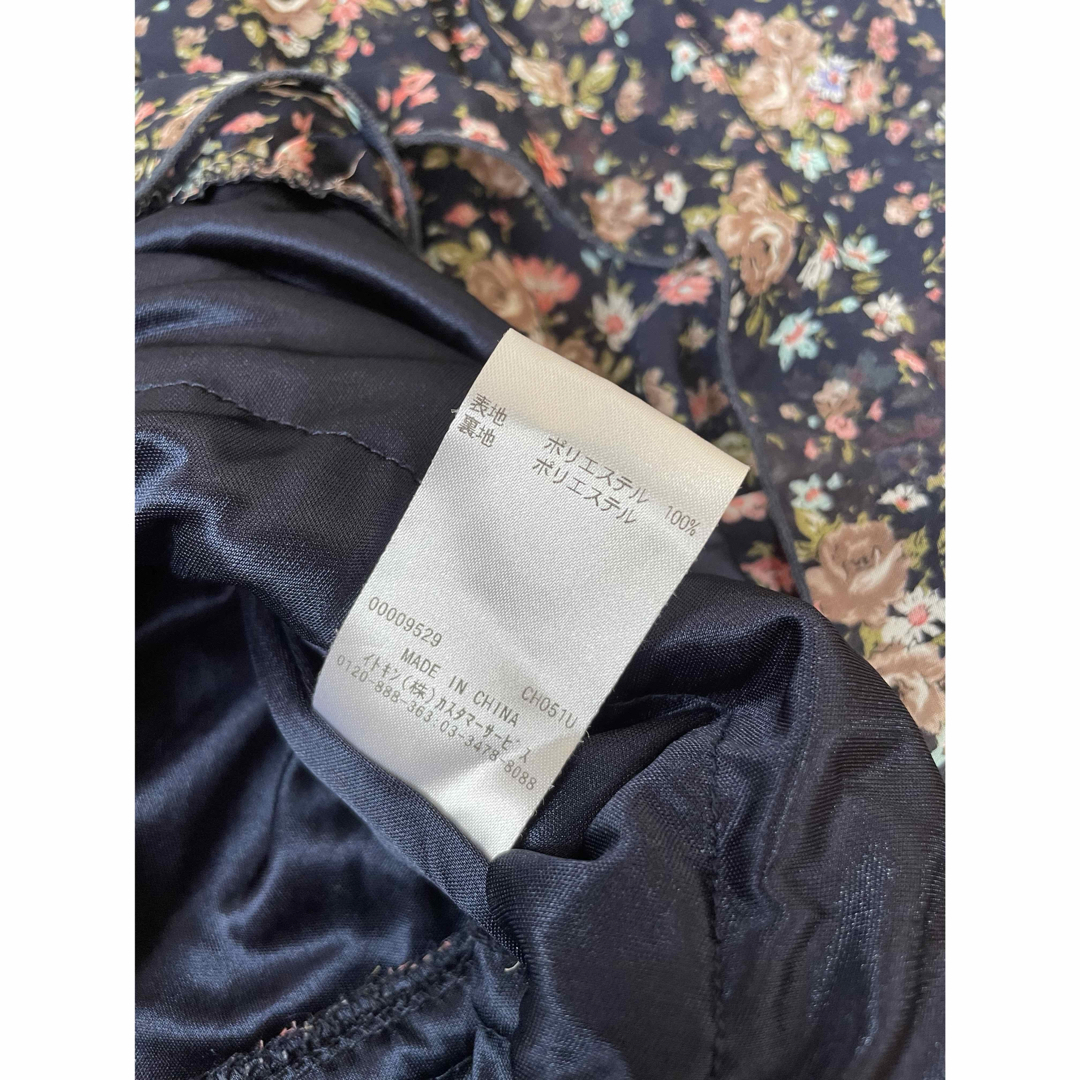 表地 ポリエステル 100%
裏地 ポリエステル
00009529 CH051U
MADE IN CHINA
イトキン(株)カスタマーサービス
0120-888-363.03-3478-8088